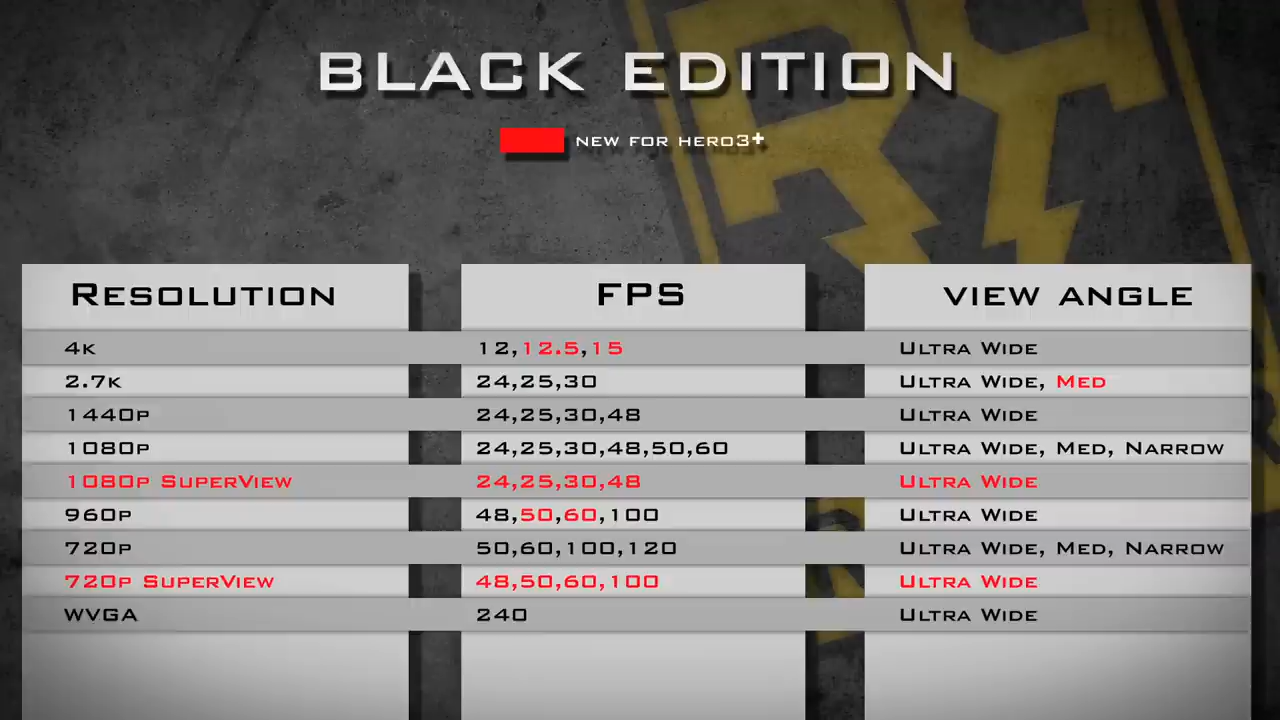 BLACK EDITION
NEW FOR HERO3+
RESOLUTION FPS VIEW ANGLE
4K 12,12.5,15 ULTRA WIDE
2.7K 24,25,30 ULTRA WIDE, MED
1440P 24,25,30,48 ULTRA WIDE
1080P 24,25,30,48,50,60 ULTRA WIDE, MED, NARROW
1080P SUPERVIEW 24,25,30,48 ULTRA WIDE
960P 48,50,60,100 ULTRA WIDE
720P 50,60,100,120 ULTRA WIDE, MED, NARROW
720P SUPERVIEW 48,50,60,100 ULTRA WIDE
WVGA 240 ULTRA WIDE